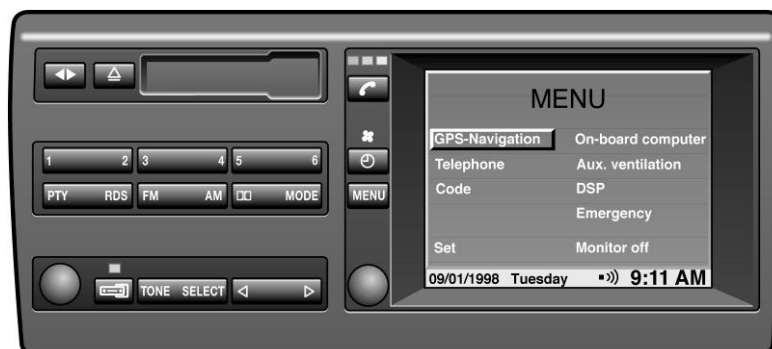 1 2 3 4 5 6
PTY RDS FM AM MODE
TONE SELECT
MENU
MENU
GPS-Navigation On-board computer
Telephone Aux. ventilation
Code DSP
Emergency
Set Monitor off
09/01/1998 Tuesday 9:11 AM